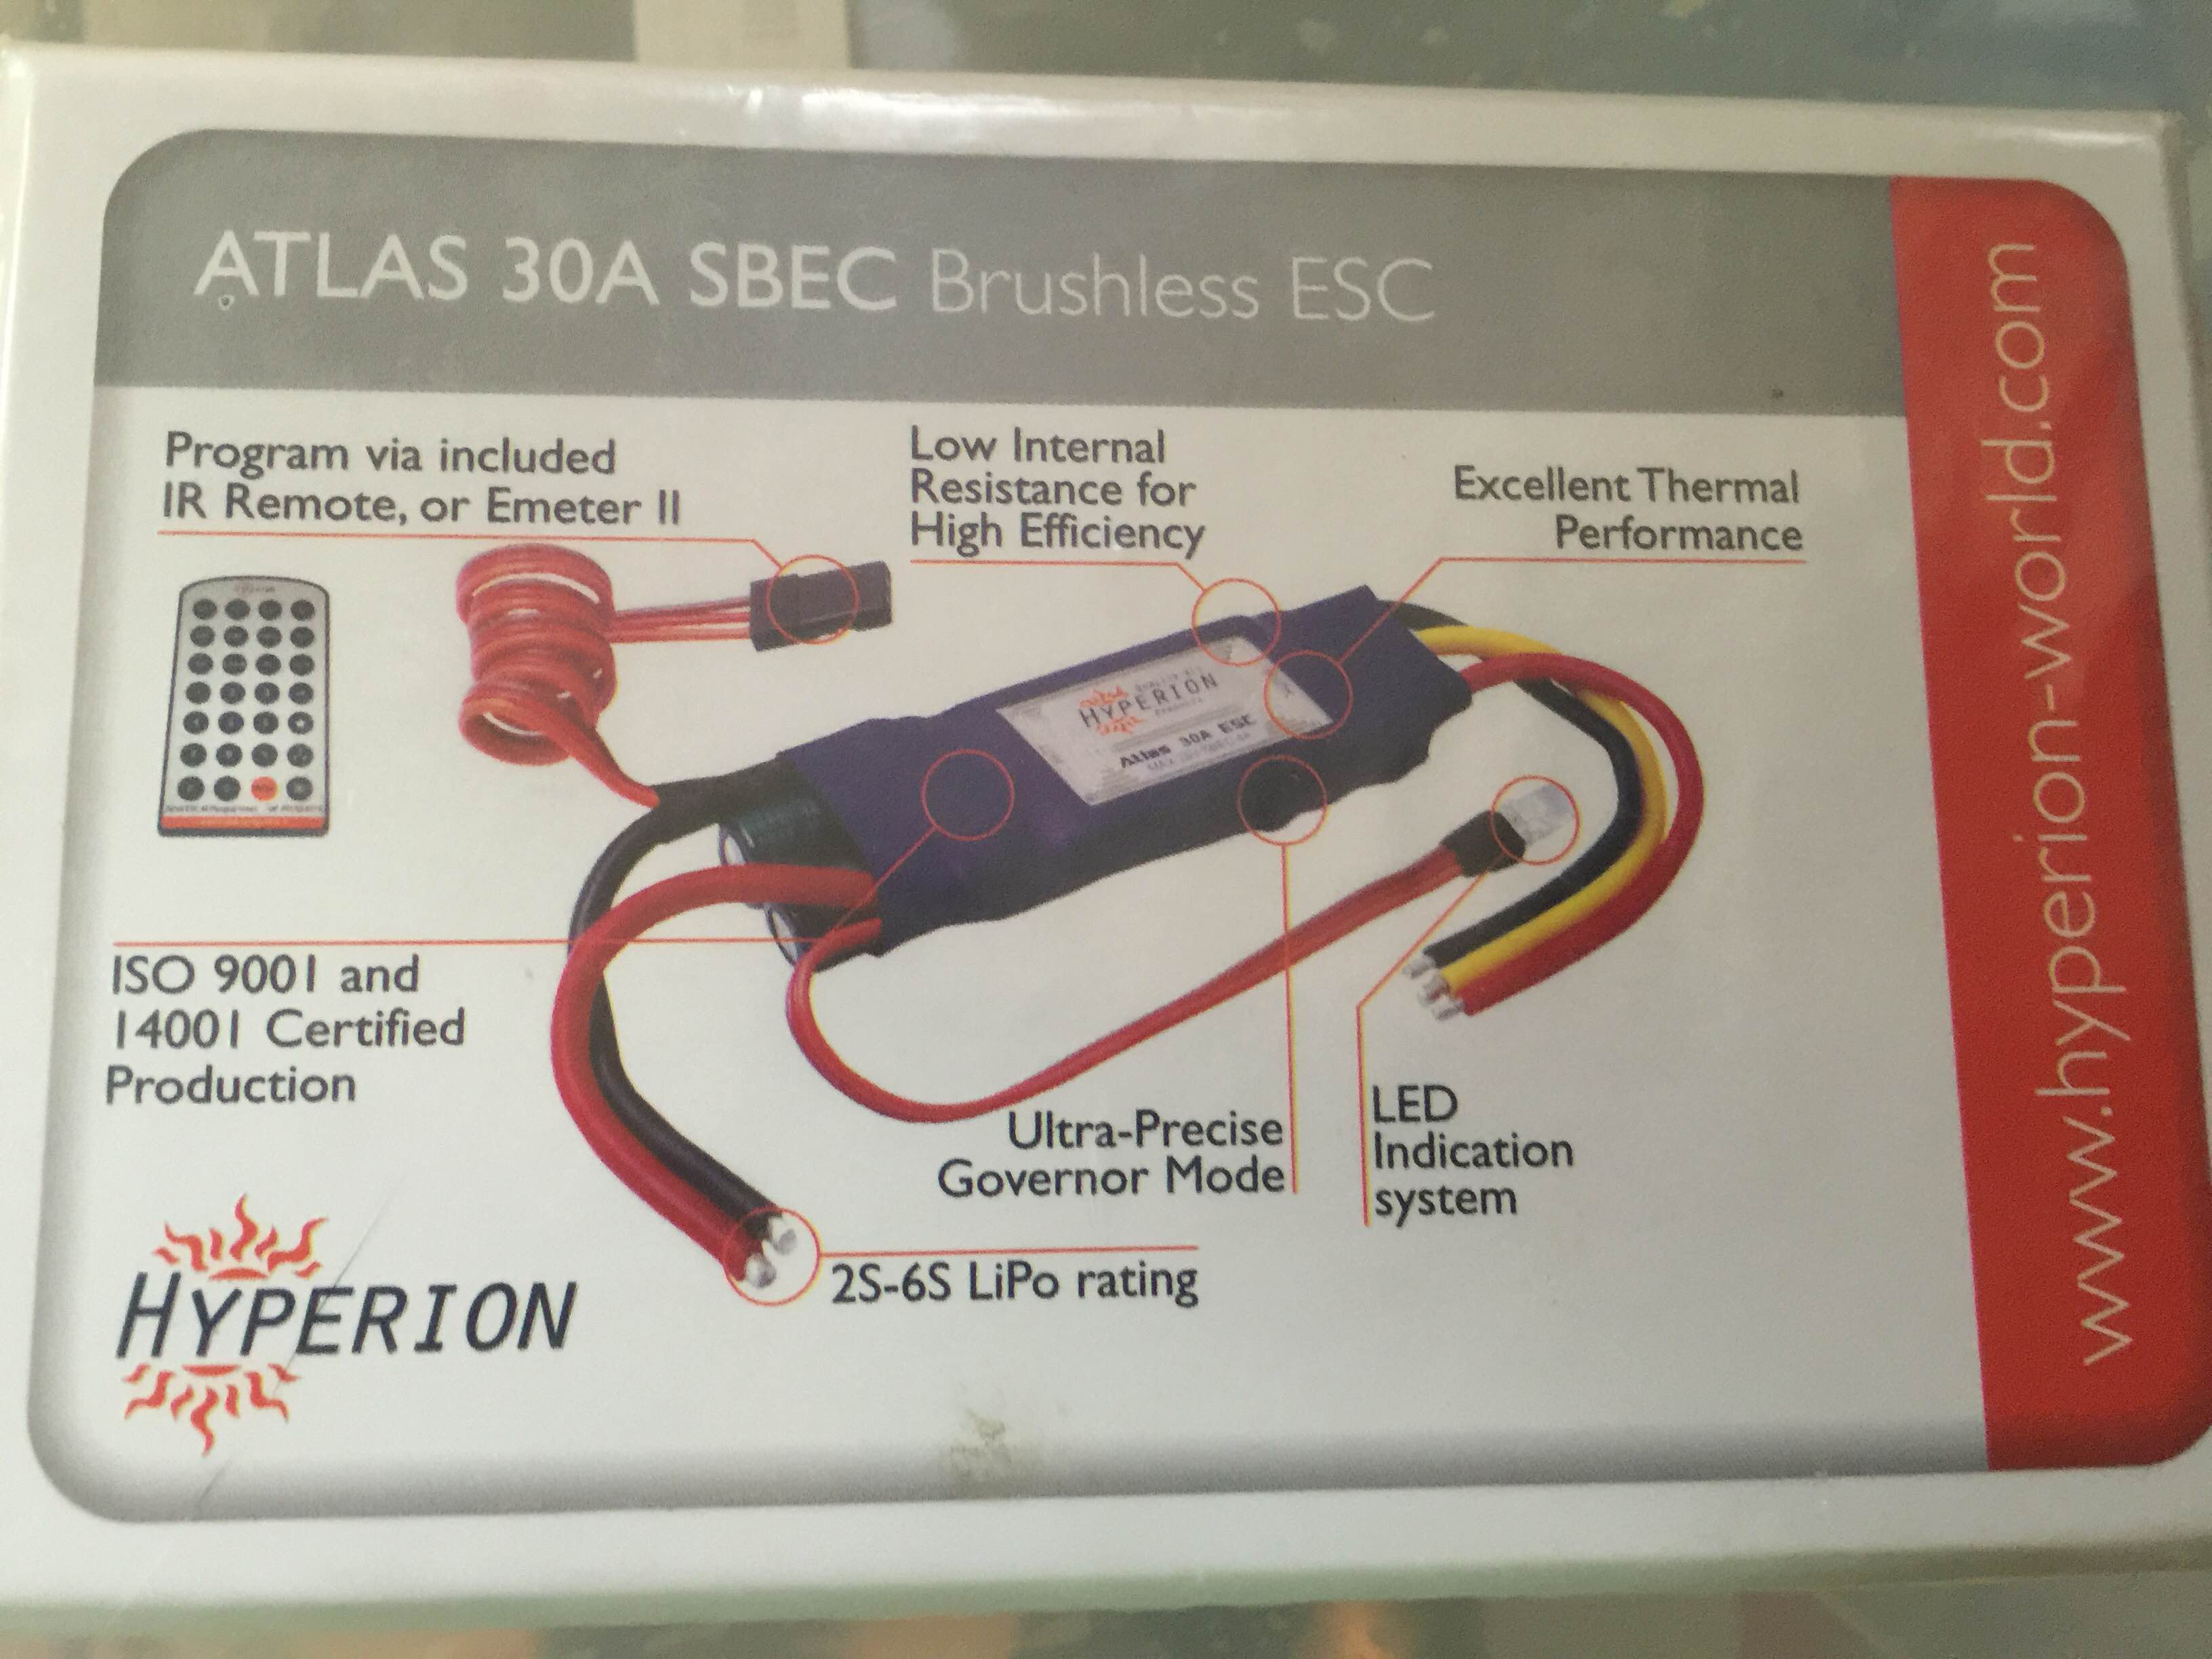 ATLAS 30A SBEC Brushless ESC
www.hyperion-world.com
Program via included
IR Remote, or Emeter II
Low Internal
Resistance for
High Efficiency
Excellent Thermal
Performance
HYPERION
Atlas 30A ESC
ISO 9001 and
14001 Certified
Production
Ultra-Precise
Governor Mode
LED
Indication
system
2S-6S LiPo rating
HYPERION